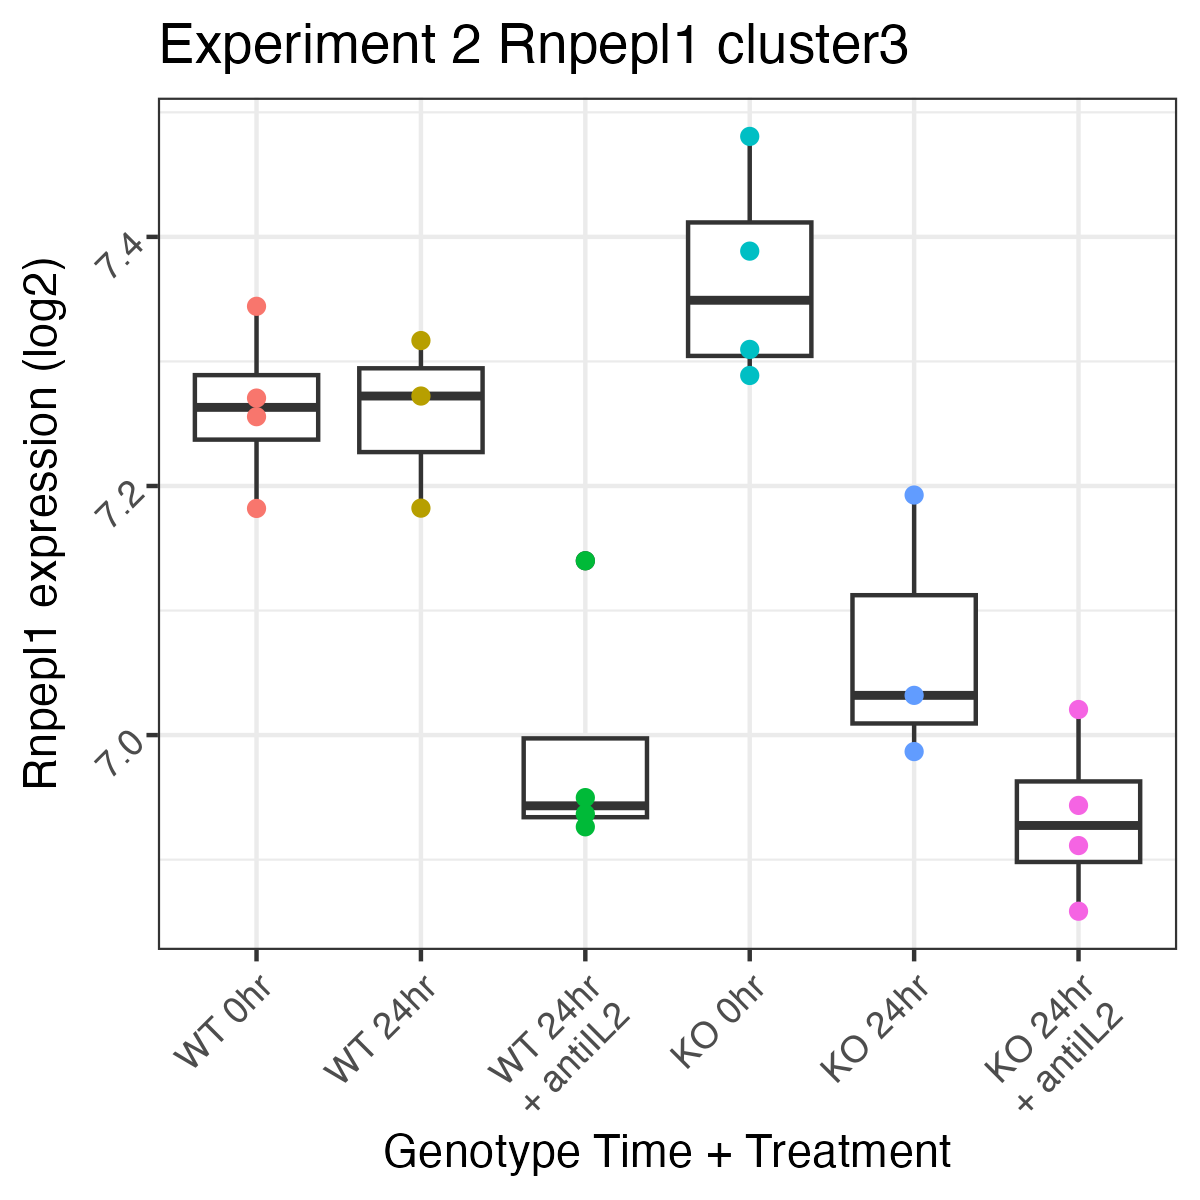 Experiment 2 Rnpepl1 cluster3
Rnpepl1 expression (log2)
7.4
7.2
7.0
WT 0hr
WT 24hr
WT 24hr
+ antiIL2
KO 0hr
KO 24hr
KO 24hr
+ antiIL2
Genotype Time + Treatment